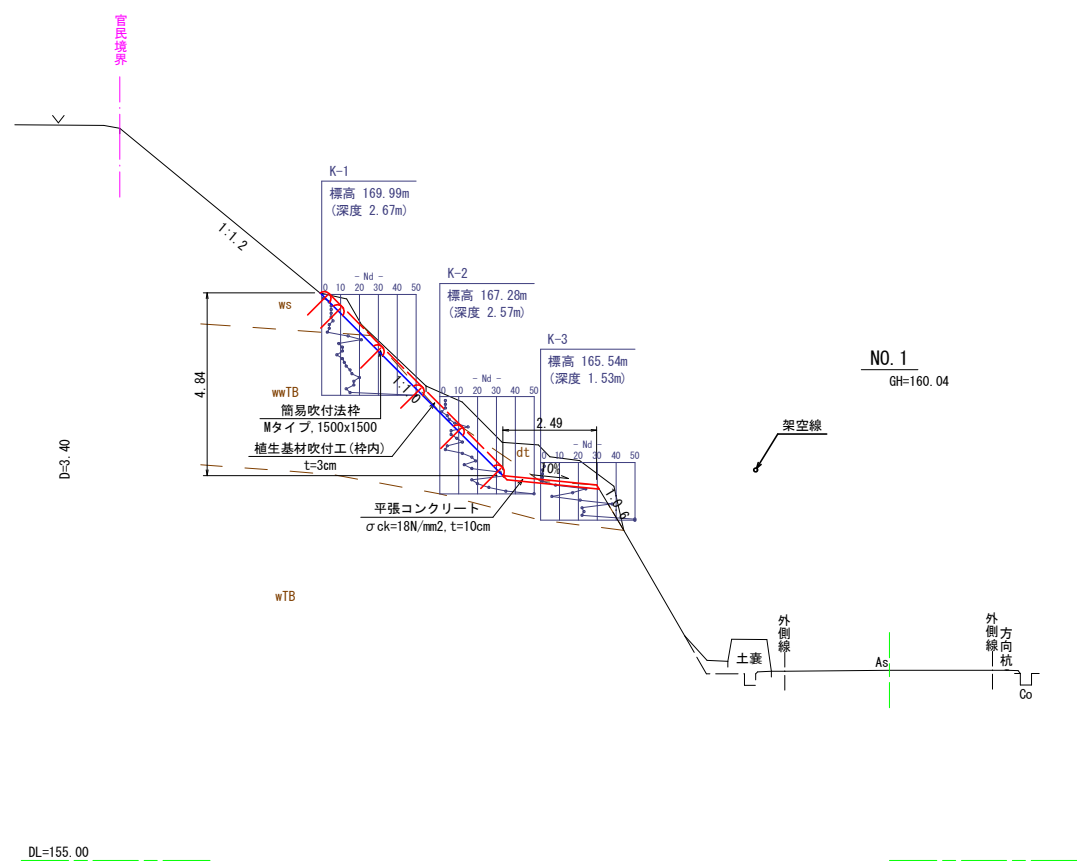 官民境界
K-1
標高 169.99m
(深度 2.67m)
1:1.2
- Nd -
0 10 20 30 40 50
K-2
標高 167.28m
(深度 2.57m)
- Nd -
0 10 20 30 40 50
K-3
標高 165.54m
(深度 1.53m)
- Nd -
0 10 20 30 40 50
ws
wwTB
4.84
1:1.0
簡易吹付法枠
Mタイプ, 1500x1500
植生基材吹付工(枠内)
t=3cm
2.49
dt
10%
1:0.6
平張コンクリート
σck=18N/mm2, t=10cm
NO. 1
GH=160.04
架空線
D=3.40
wTB
外側線
土嚢
As
外側線
方向杭
Co
DL=155.00